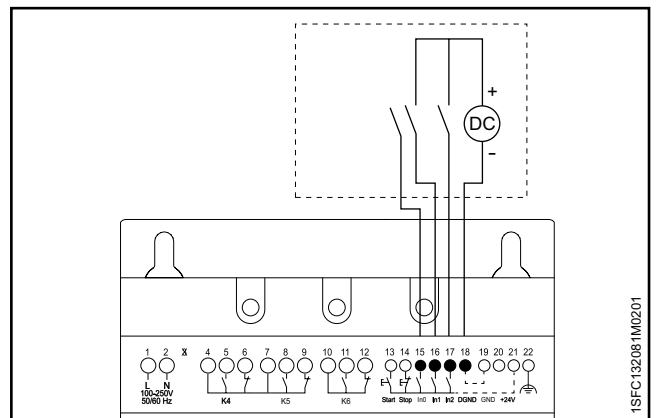 +
DC
-
1 2 3 4 5 6 7 8 9 10 11 12 13 14 15 16 17 18 19 20 21 22
L N
100-250V
50/60 Hz
K4 K5 K6 Start Stop In0 In1 In2 DGND GND +24V
1SFC132081M0201